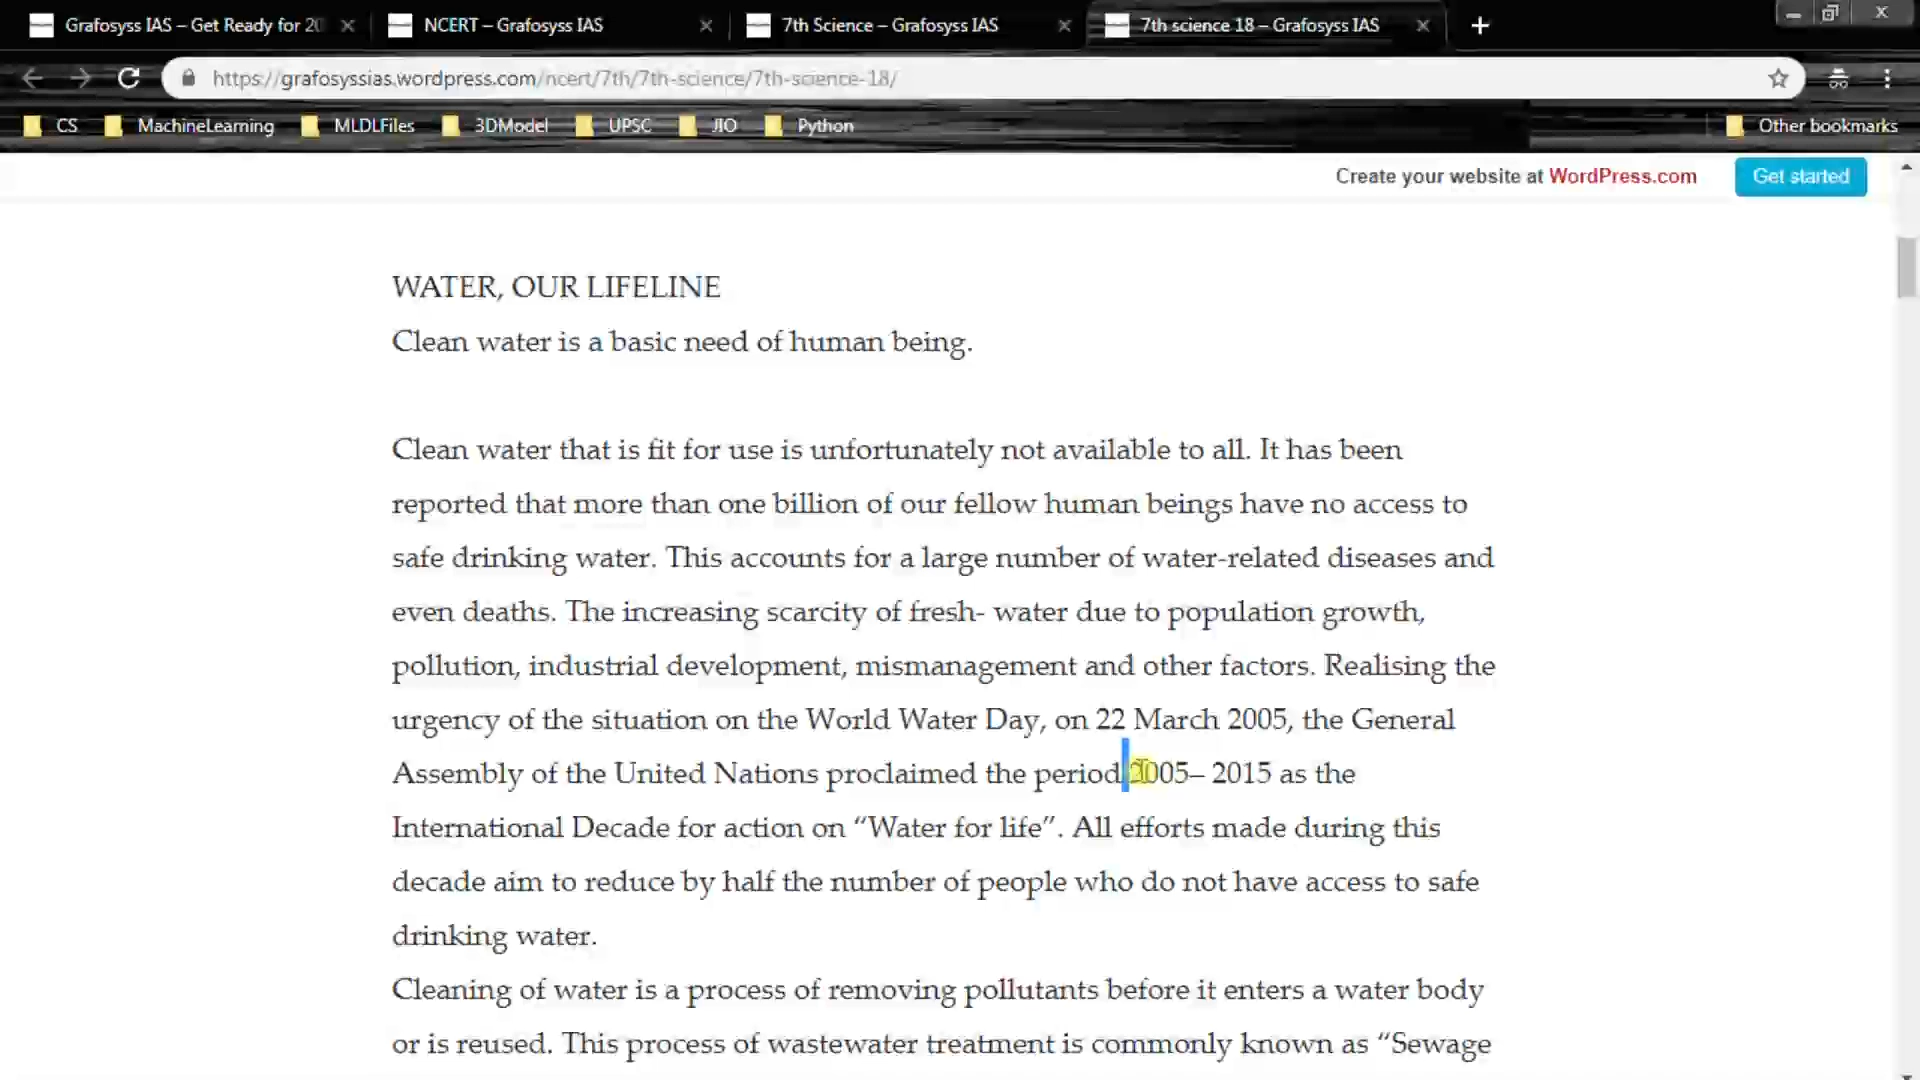 Grafosyss IAS – Get Ready for 20
NCERT – Grafosyss IAS
7th Science – Grafosyss IAS
7th science 18 – Grafosyss IAS
https://grafosyssias.wordpress.com/ncert/7th/7th-science/7th-science-18/
CS
MachineLearning
MLDLFiles
3DModel
UPSC
JIO
Python
Other bookmarks
Create your website at WordPress.com
Get started
WATER, OUR LIFELINE
Clean water is a basic need of human being.
Clean water that is fit for use is unfortunately not available to all. It has been
reported that more than one billion of our fellow human beings have no access to
safe drinking water. This accounts for a large number of water-related diseases and
even deaths. The increasing scarcity of fresh- water due to population growth,
pollution, industrial development, mismanagement and other factors. Realising the
urgency of the situation on the World Water Day, on 22 March 2005, the General
Assembly of the United Nations proclaimed the period 2005– 2015 as the
International Decade for action on “Water for life”. All efforts made during this
decade aim to reduce by half the number of people who do not have access to safe
drinking water.
Cleaning of water is a process of removing pollutants before it enters a water body
or is reused. This process of wastewater treatment is commonly known as “Sewage